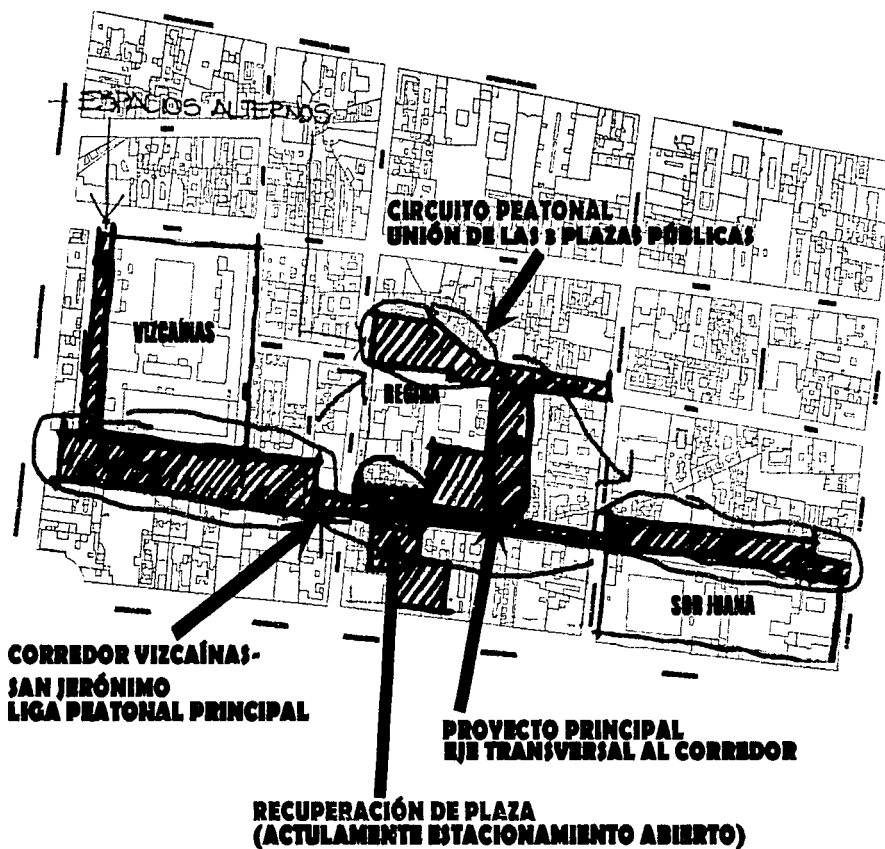 ESPACIOS ALTERNOS
CIRCUITO PEATONAL
UNIÓN DE LAS 2 PLAZAS PÚBLICAS
VIZCAÍNAS
REGINA
SOR JUANA
CORREDOR VIZCAÍNAS-
SAN JERÓNIMO
LIGA PEATONAL PRINCIPAL
PROYECTO PRINCIPAL
EJE TRANSVERSAL AL CORREDOR
RECUPERACIÓN DE PLAZA
(ACTULAMENTE ESTACIONAMIENTO ABIERTO)